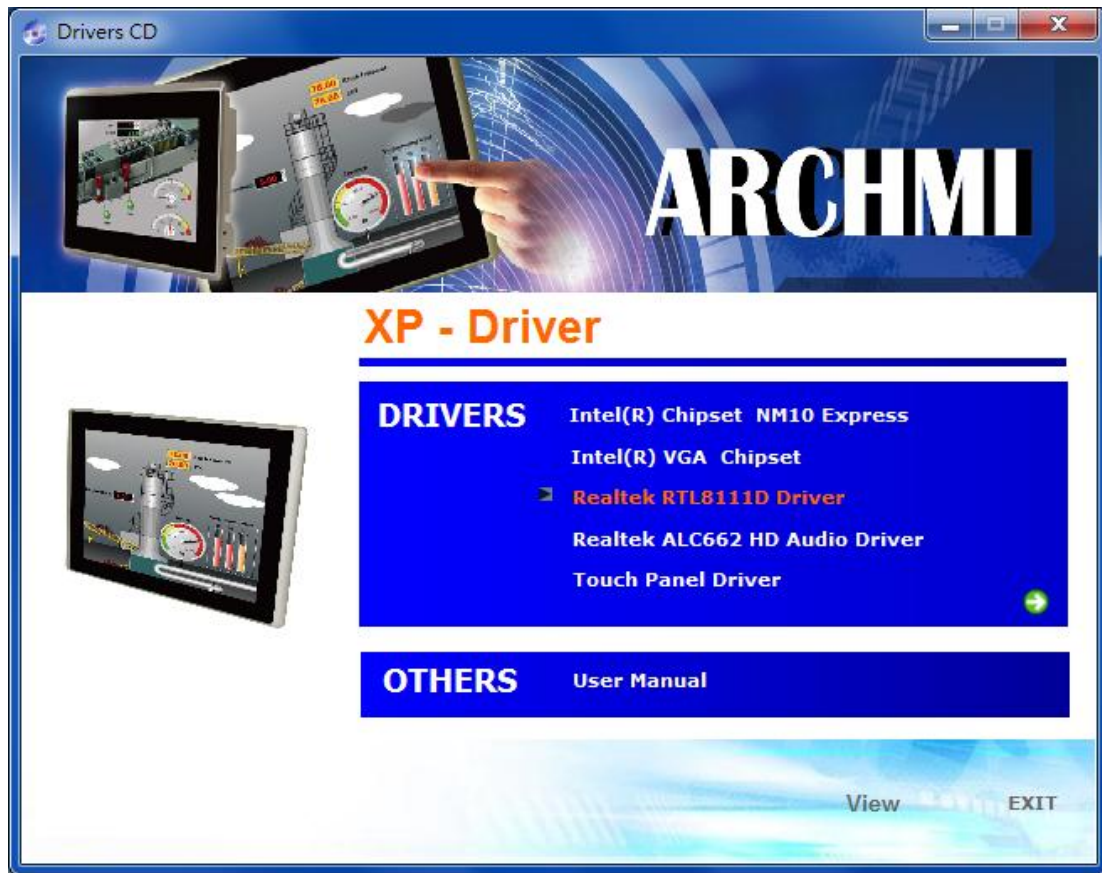 Drivers CD
ARCHMI
XP - Driver
DRIVERS
Intel(R) Chipset  NM10 Express
Intel(R) VGA  Chipset
Realtek RTL8111D Driver
Realtek ALC662 HD Audio Driver
Touch Panel Driver
OTHERS
User Manual
View
EXIT